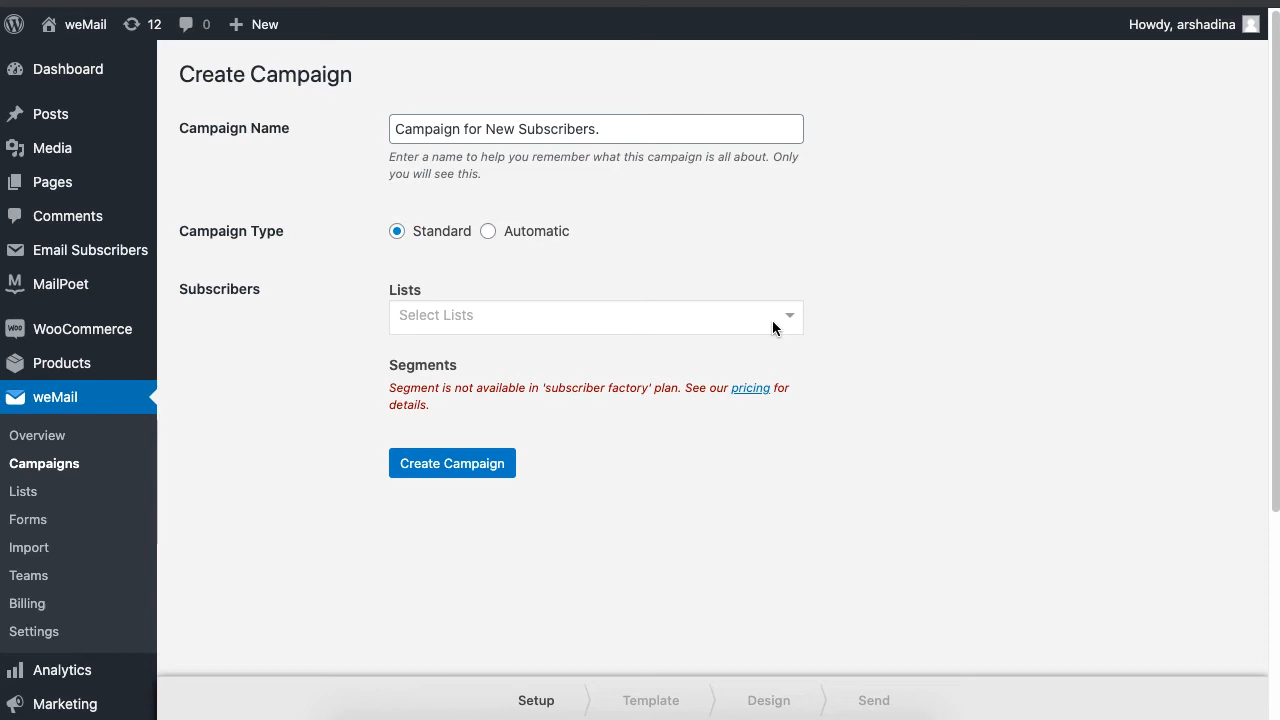 weMail 12 0 New Howdy, arshadina
Dashboard
Posts
Media
Pages
Comments
Email Subscribers
MailPoet
WooCommerce
Products
weMail
Overview
Campaigns
Lists
Forms
Import
Teams
Billing
Settings
Analytics
Marketing
Create Campaign
Campaign Name
Campaign for New Subscribers.
Enter a name to help you remember what this campaign is all about. Only
you will see this.
Campaign Type Standard Automatic
Subscribers
Lists
Select Lists
Segments
Segment is not available in 'subscriber factory' plan. See our pricing for
details.
Create Campaign
Setup Template Design Send